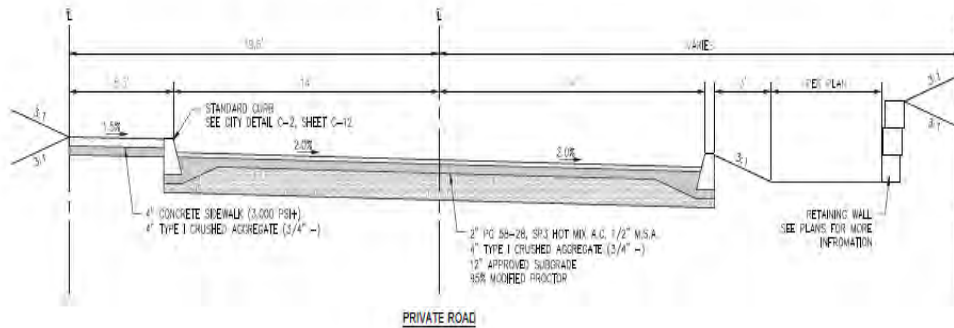 19.5'
VARIES
14'
PER PLAN
3:1
3:1
1.5%
STANDARD CURB
SEE CITY DETAIL C-2, SHEET C-12
2.0%
2.0%
3:1
3:1
3:1
4" CONCRETE SIDEWALK (3,000 PSI+)
4" TYPE I CRUSHED AGGREGATE (3/4" -)
2" PG 58-28, SP3 HOT MIX A.C. 1/2" M.S.A.
4" TYPE I CRUSHED AGGREGATE (3/4" -)
12" APPROVED SUBGRADE
95% MODIFIED PROCTOR
RETAINING WALL
SEE PLANS FOR MORE
INFROMATION
PRIVATE ROAD